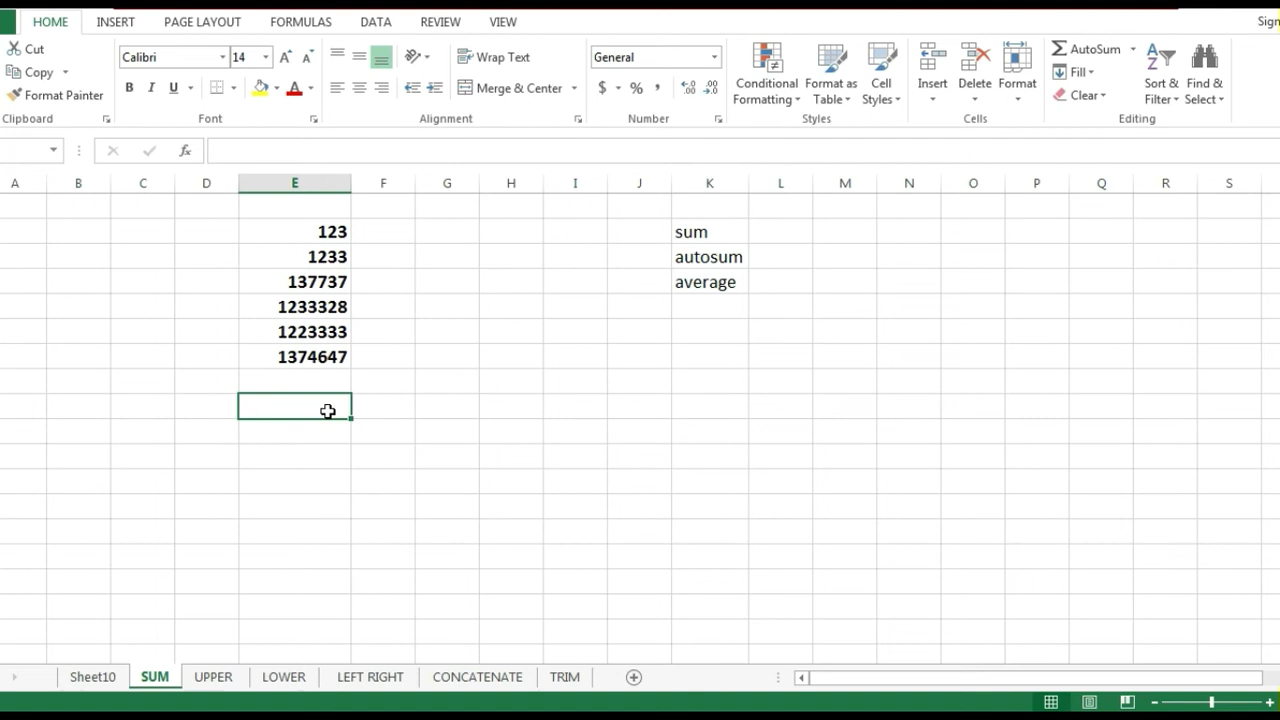 HOME INSERT PAGE LAYOUT FORMULAS DATA REVIEW VIEW
Cut
Copy
Format Painter
Clipboard
Calibri 14
B I U A
Font
Wrap Text
Merge & Center
Alignment
General
$ % ,
Number
Conditional Formatting
Format as Table
Cell Styles
Styles
Insert Delete Format
Cells
AutoSum
Fill
Clear
Sort & Filter
Find & Select
Editing
fx
A B C D E F G H I J K L M N O P Q R S
123 sum
1233 autosum
137737 average
1233328
1223333
1374647
Sheet10 SUM UPPER LOWER LEFT RIGHT CONCATENATE TRIM